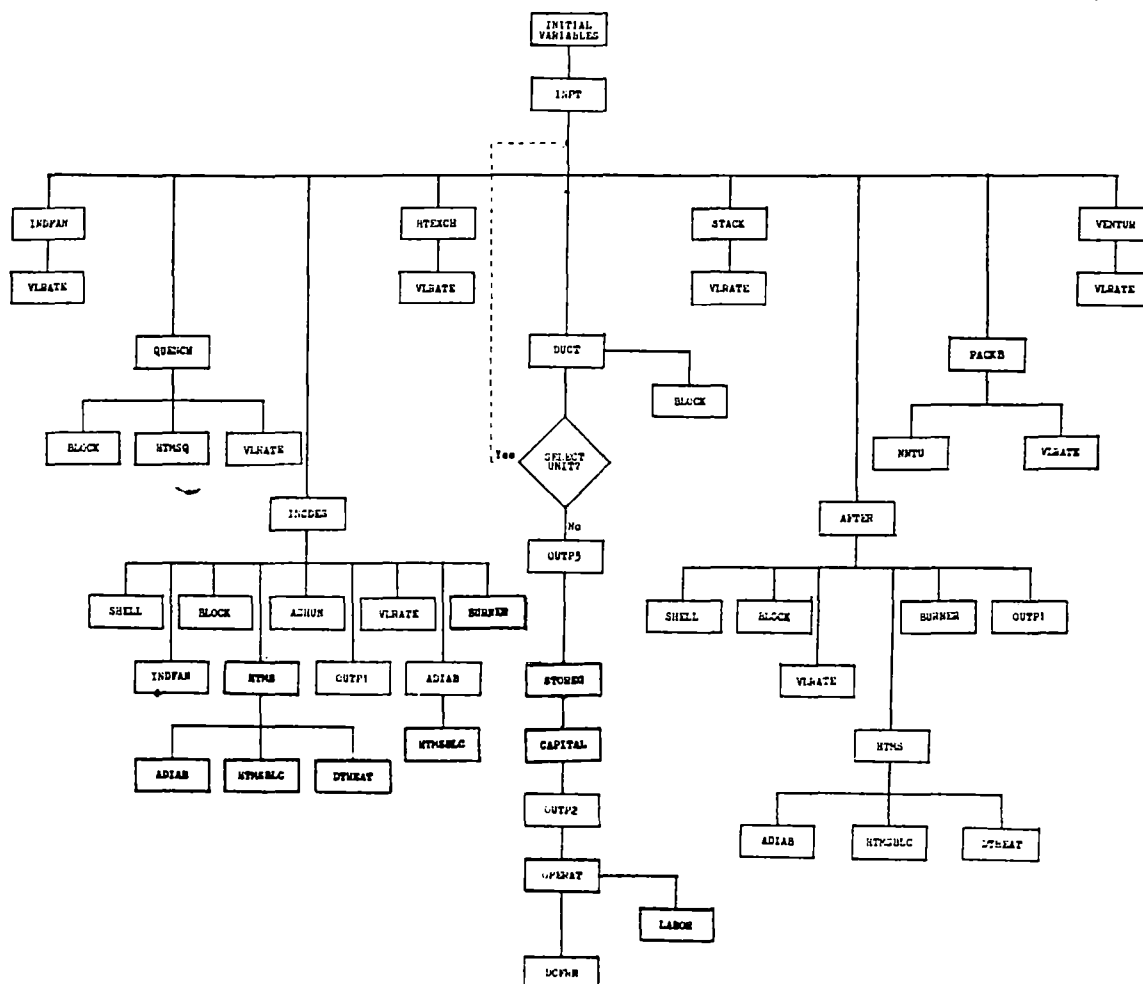 INITIAL
VARIABLES
INPT
INDFAN
HTEXCH
STACK
VENTUR
VLRATE
VLRATE
VLRATE
VLRATE
QUENCH
DUCT
PACKB
BLOCK
BLOCK
HTMSQ
VLRATE
Yes
SELECT
UNIT?
NNTU
VLRATE
INCDES
AFTER
No
OUTP3
SHELL
BLOCK
VLRATE
BURNER
SHELL
BLOCK
BURNER
OUTP1
INDFAN
HTMS
OUTP1
ADIAB
STOREG
VLRATE
HTMSBLC
CAPITAL
HTMS
ADIAB
HTMSBLC
DTHEAT
OUTP2
ADIAB
HTMSBLC
DTHEAT
OPERAT
LABOR